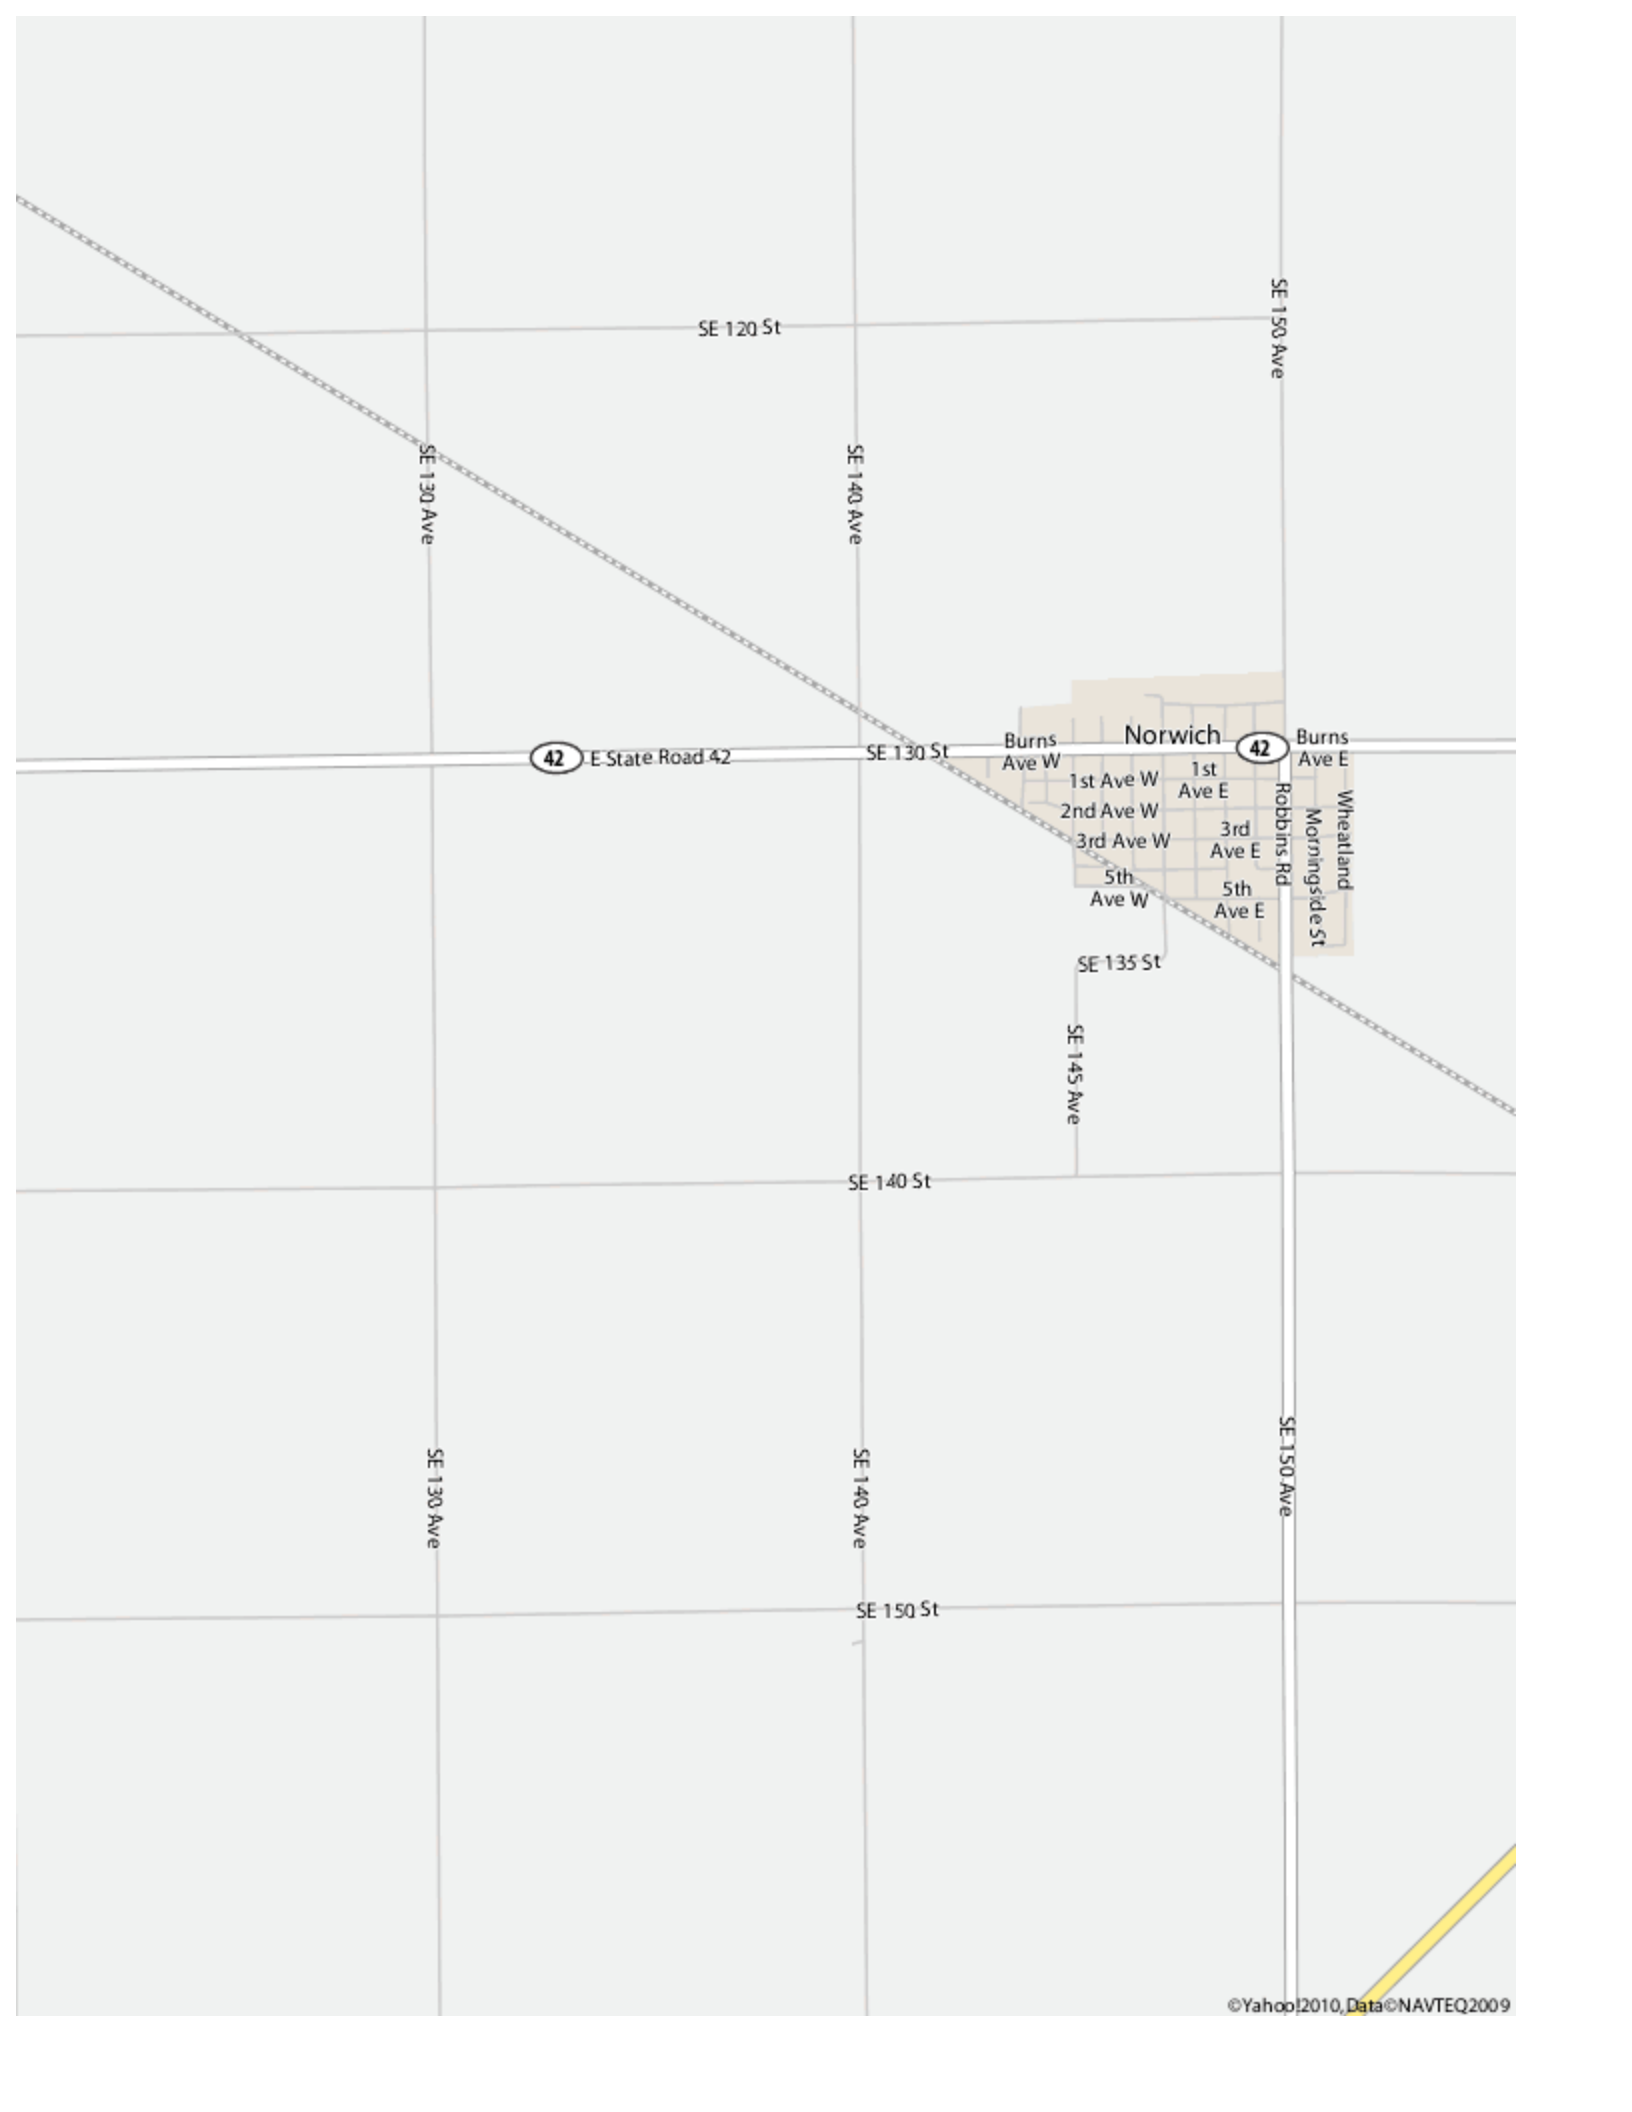 SE 150 Ave
SE 120 St
SE 130 Ave
SE 140 Ave
Norwich
42
Burns
Ave E
Burns
Ave W
SE 130 St
42
E State Road 42
1st Ave W
1st
Ave E
2nd Ave W
3rd Ave W
3rd
Ave E
Robbins Rd
Morningside St
Wheatland
5th
Ave W
5th
Ave E
SE 135 St
SE 145 Ave
SE 140 St
SE 130 Ave
SE 140 Ave
SE 150 Ave
SE 150 St
©Yahoo!2010,Data©NAVTEQ2009